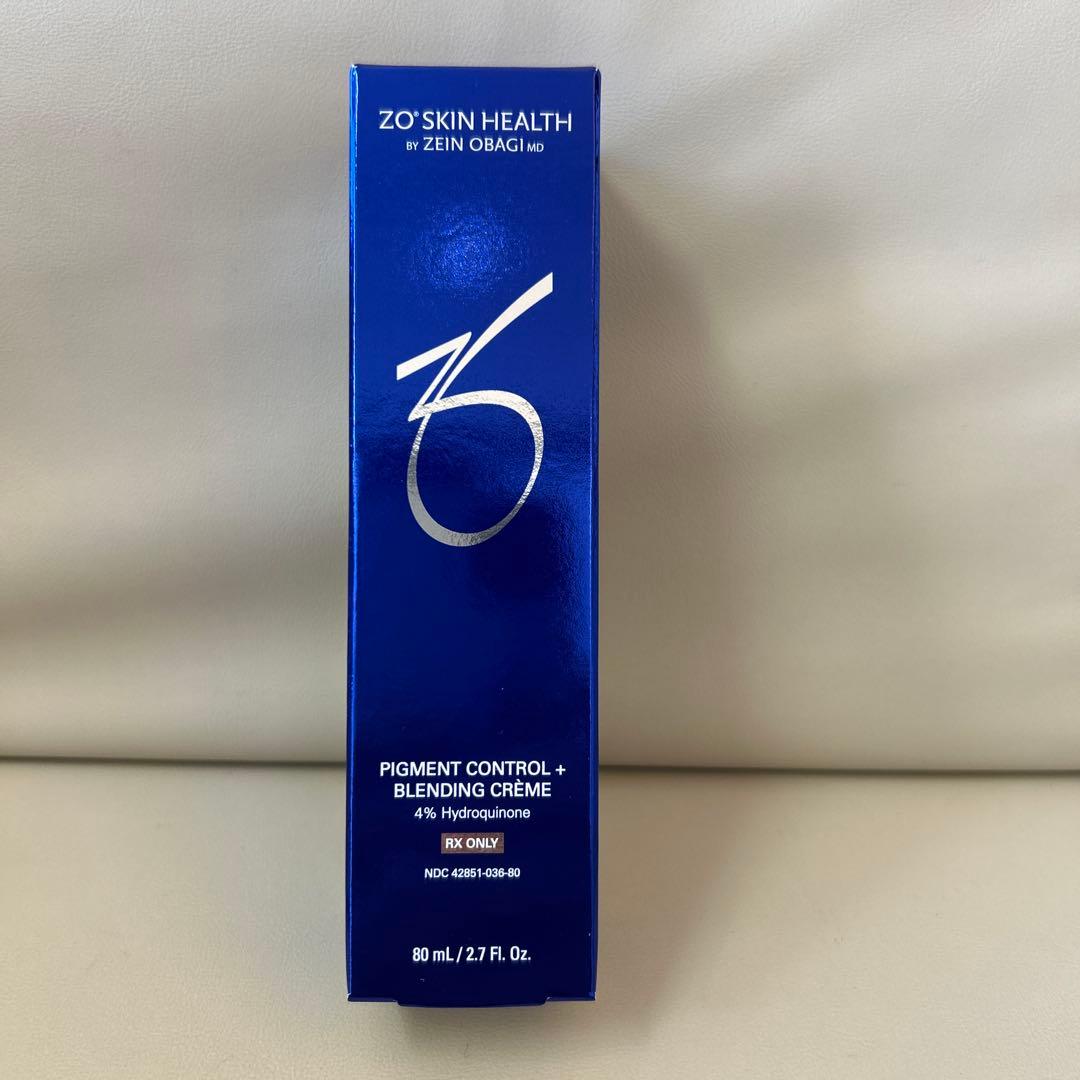 ZO® SKIN HEALTH
BY ZEIN OBAGI MD
PIGMENT CONTROL +
BLENDING CRÈME
4% Hydroquinone
RX ONLY
NDC 42851-036-80
80 mL / 2.7 Fl. Oz.